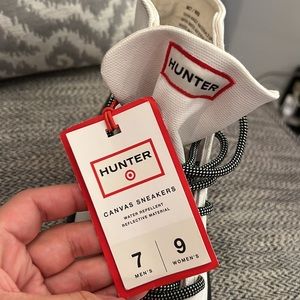 HUNTER
HUNTER
CANVAS SNEAKERS
WATER REPELLENT
REFLECTIVE MATERIAL
7 9
MEN'S WOMEN'S